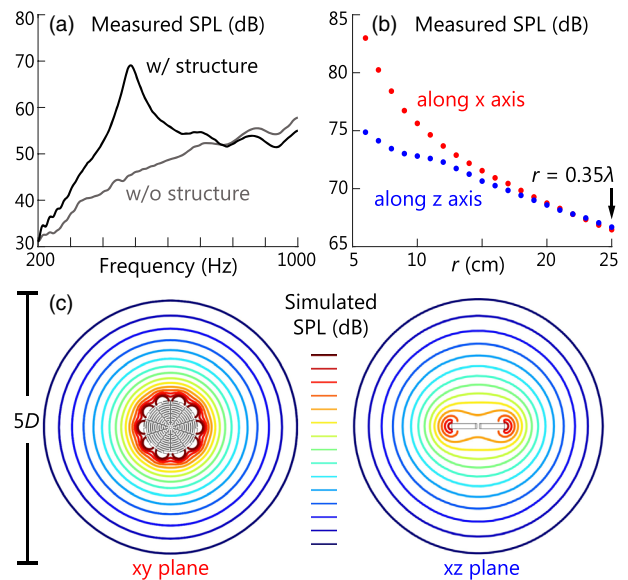 (a) Measured SPL (dB)
80
70
60
50
40
30
w/ structure
w/o structure
200 Frequency (Hz) 1000
(b) Measured SPL (dB)
85
80
75
70
65
along x axis
along z axis
r = 0.35λ
5 10 r (cm) 20 25
(c)
5D
Simulated
SPL (dB)
xy plane
xz plane